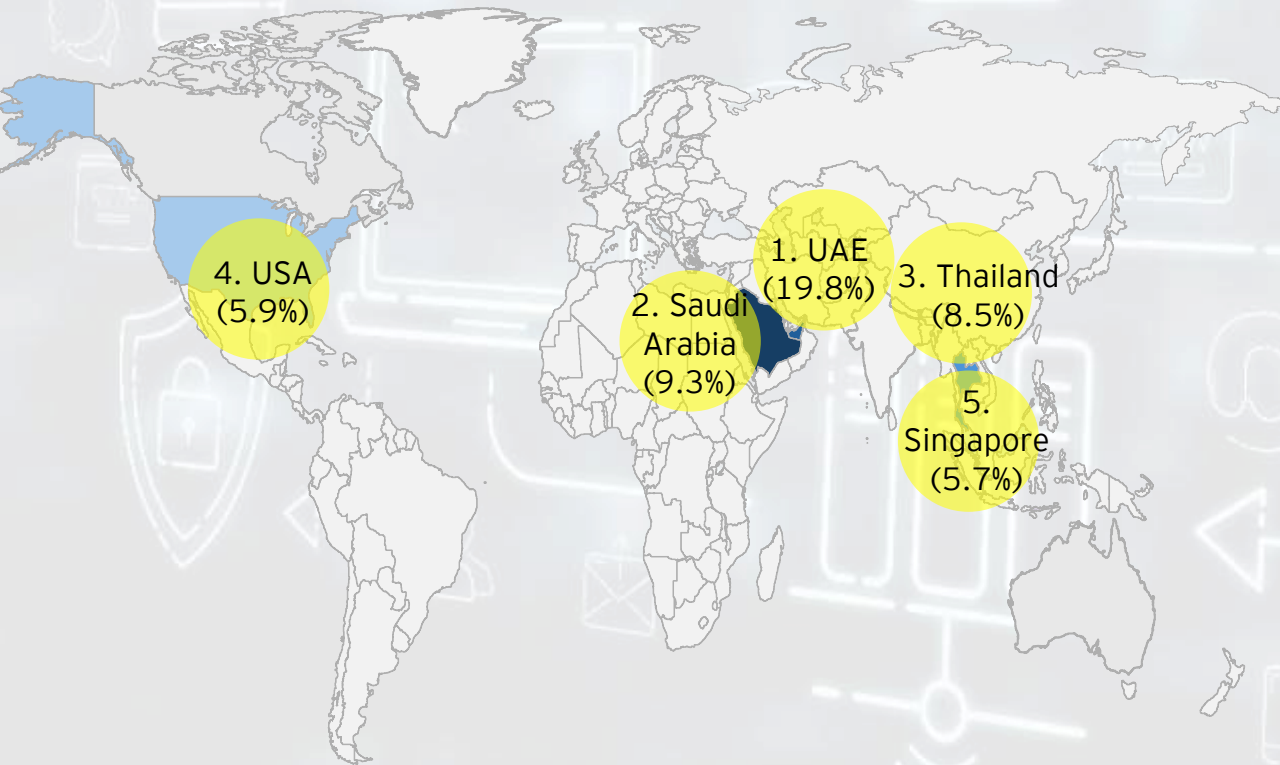 1. UAE
(19.8%)
2. Saudi
Arabia
(9.3%)
3. Thailand
(8.5%)
4. USA
(5.9%)
5.
Singapore
(5.7%)